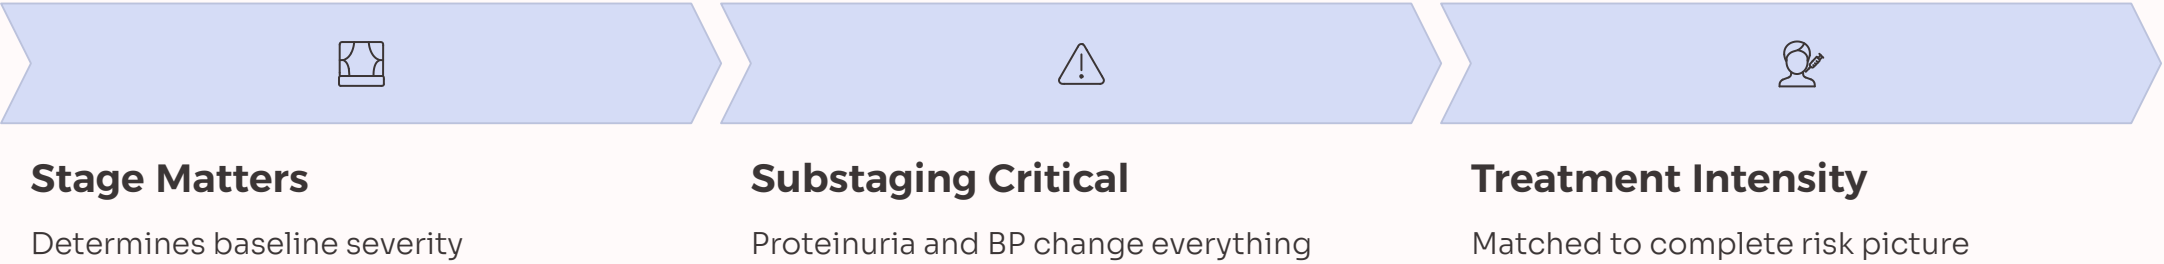 Stage Matters
Determines baseline severity
Substaging Critical
Proteinuria and BP change everything
Treatment Intensity
Matched to complete risk picture